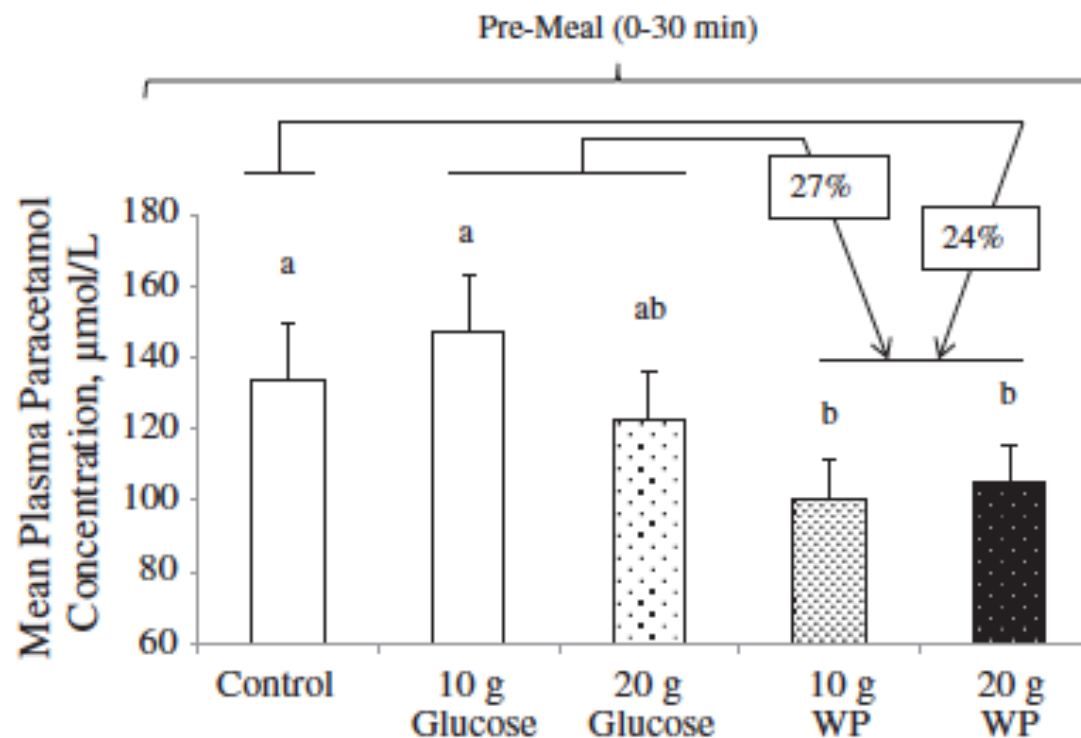 Pre-Meal (0-30 min)
Mean Plasma Paracetamol
Concentration, µmol/L
180
160
140
120
100
80
60
a
a
ab
b
b
27%
24%
Control
10 g
Glucose
20 g
Glucose
10 g
WP
20 g
WP